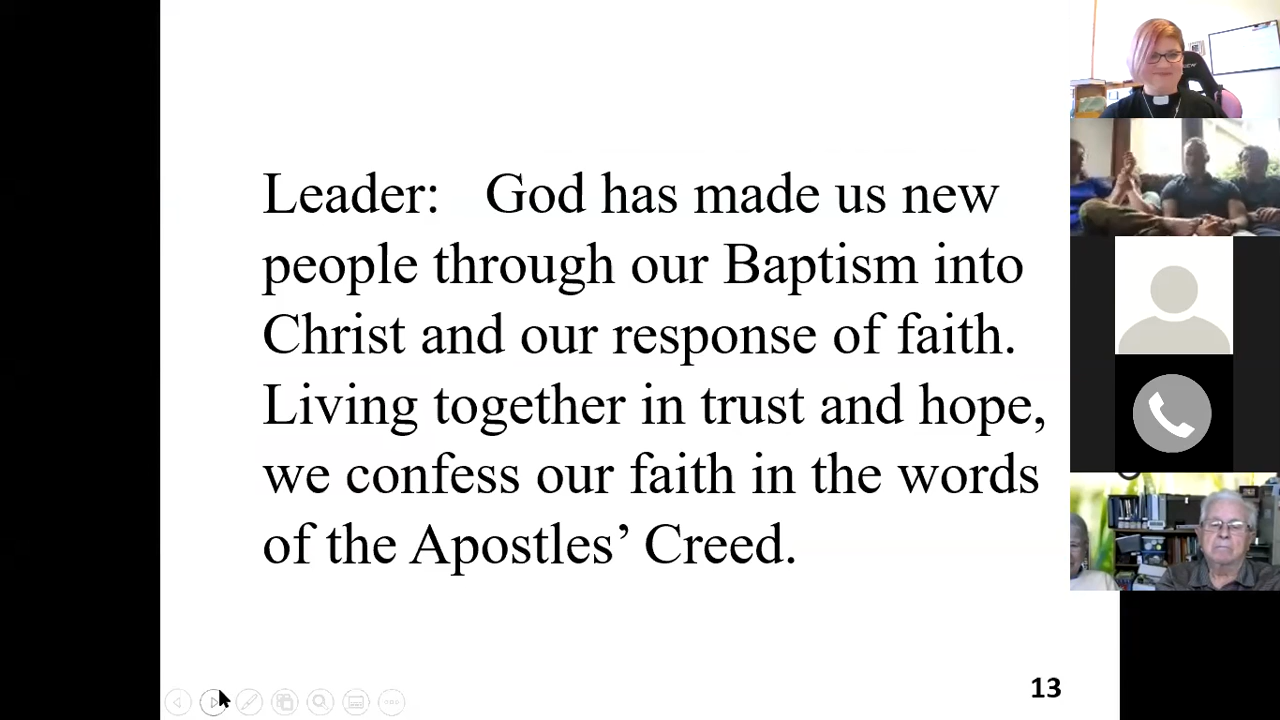 Leader: God has made us new
people through our Baptism into
Christ and our response of faith.
Living together in trust and hope,
we confess our faith in the words
of the Apostles’ Creed.
13